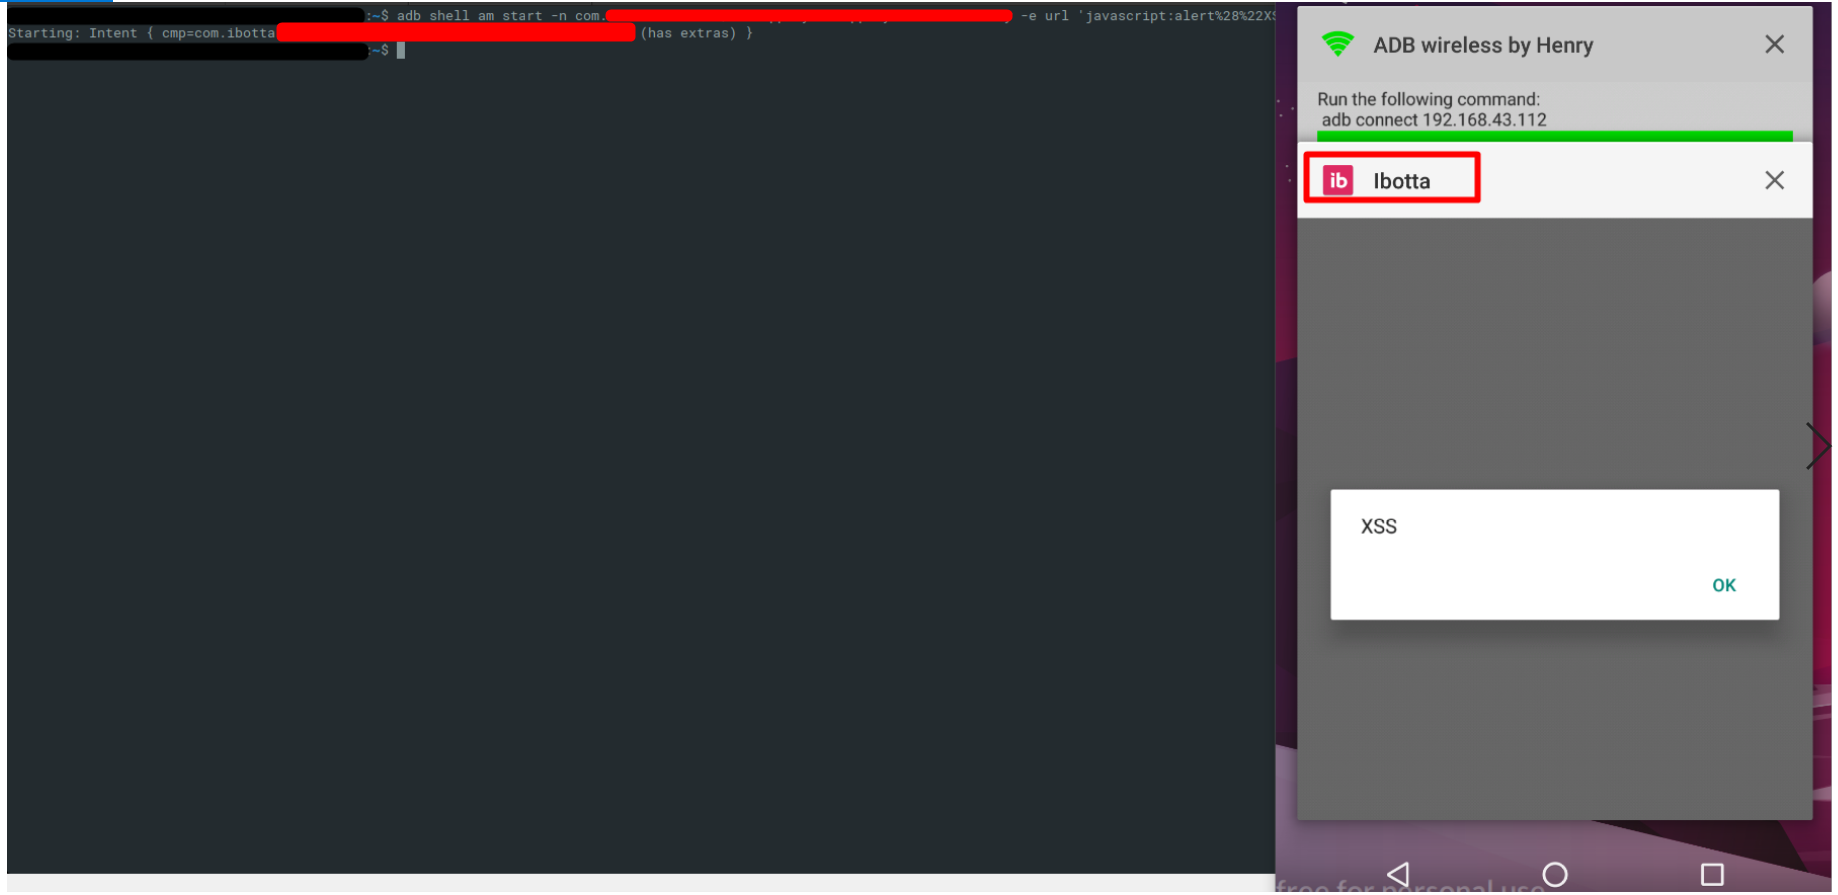 :~$ adb shell am start -n com. -e url 'javascript:alert%28%22XS
Starting: Intent { cmp=com.ibotta (has extras) }
:~$
ADB wireless by Henry
Run the following command:
adb connect 192.168.43.112
ib Ibotta
XSS
OK
free for personal use